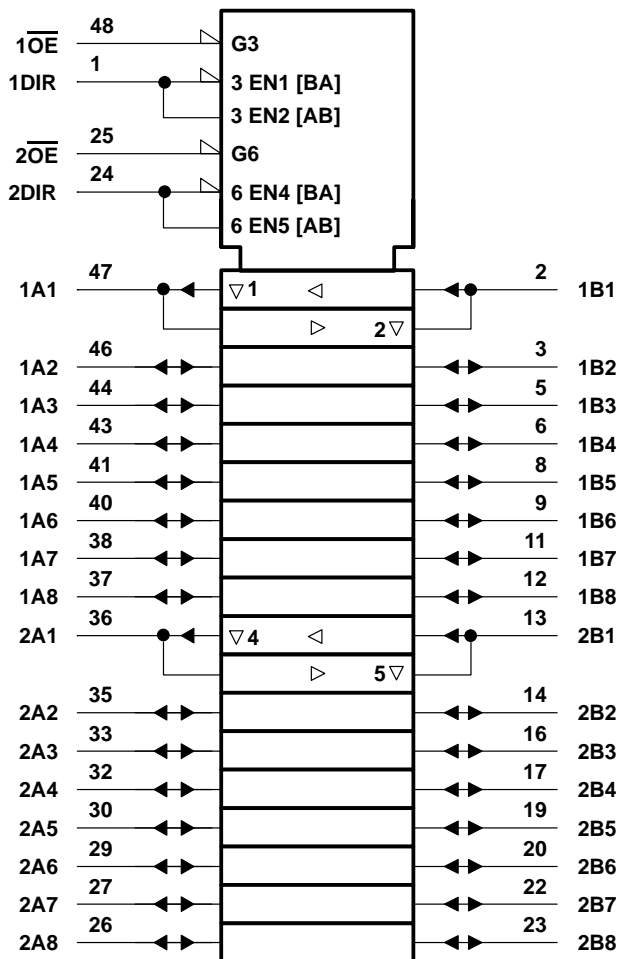 1O̅E̅ 48 G3
1DIR 1 3 EN1 [BA]
3 EN2 [AB]
2O̅E̅ 25 G6
2DIR 24 6 EN4 [BA]
6 EN5 [AB]
1A1 47 ▽1 ◁ 2 1B1
▷ 2▽
1A2 46 3 1B2
1A3 44 5 1B3
1A4 43 6 1B4
1A5 41 8 1B5
1A6 40 9 1B6
1A7 38 11 1B7
1A8 37 12 1B8
2A1 36 ▽4 ◁ 13 2B1
▷ 5▽
2A2 35 14 2B2
2A3 33 16 2B3
2A4 32 17 2B4
2A5 30 19 2B5
2A6 29 20 2B6
2A7 27 22 2B7
2A8 26 23 2B8